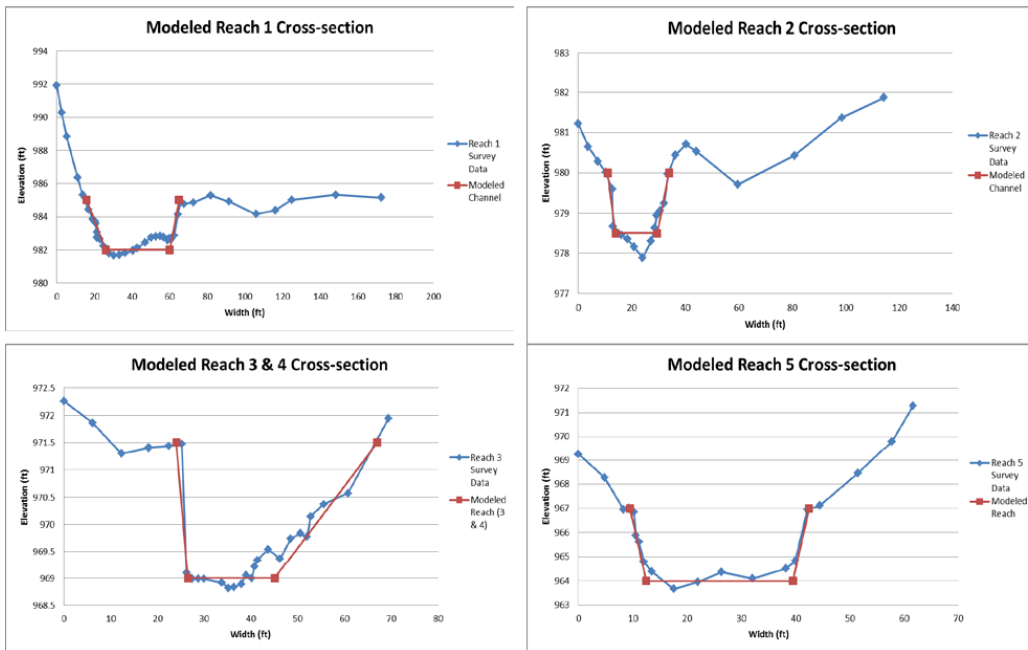 Modeled Reach 1 Cross-section
Elevation (ft)
994
992
990
988
986
984
982
980
0 20 40 60 80 100 120 140 160 180 200
Width (ft)
Reach 1
Survey
Data
Modeled
Channel
Modeled Reach 2 Cross-section
Elevation (ft)
983
982
981
980
979
978
977
0 20 40 60 80 100 120 140
Width (ft)
Reach 2
Survey
Data
Modeled
Channel
Modeled Reach 3 & 4 Cross-section
Elevation (ft)
972.5
972
971.5
971
970.5
970
969.5
969
968.5
0 10 20 30 40 50 60 70 80
Width (ft)
Reach 3
Survey
Data
Modeled
Reach (3
& 4)
Modeled Reach 5 Cross-section
Elevation (ft)
972
971
970
969
968
967
966
965
964
963
0 10 20 30 40 50 60 70
Width (ft)
Reach 5
Survey
Data
Modeled
Reach